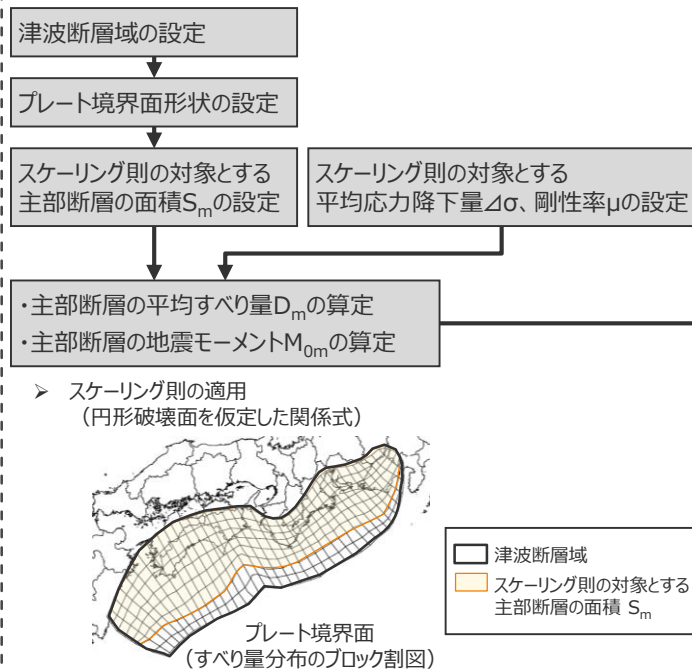 津波断層域の設定
プレート境界面形状の設定
スケーリング則の対象とする
主部断層の面積Smの設定
スケーリング則の対象とする
平均応力降下量⊿σ、剛性率μの設定
・主部断層の平均すべり量Dmの算定
・主部断層の地震モーメントM0mの算定
➢ スケーリング則の適用
(円形破壊面を仮定した関係式)
津波断層域
スケーリング則の対象とする
主部断層の面積 Sm
プレート境界面
(すべり量分布のブロック割図)